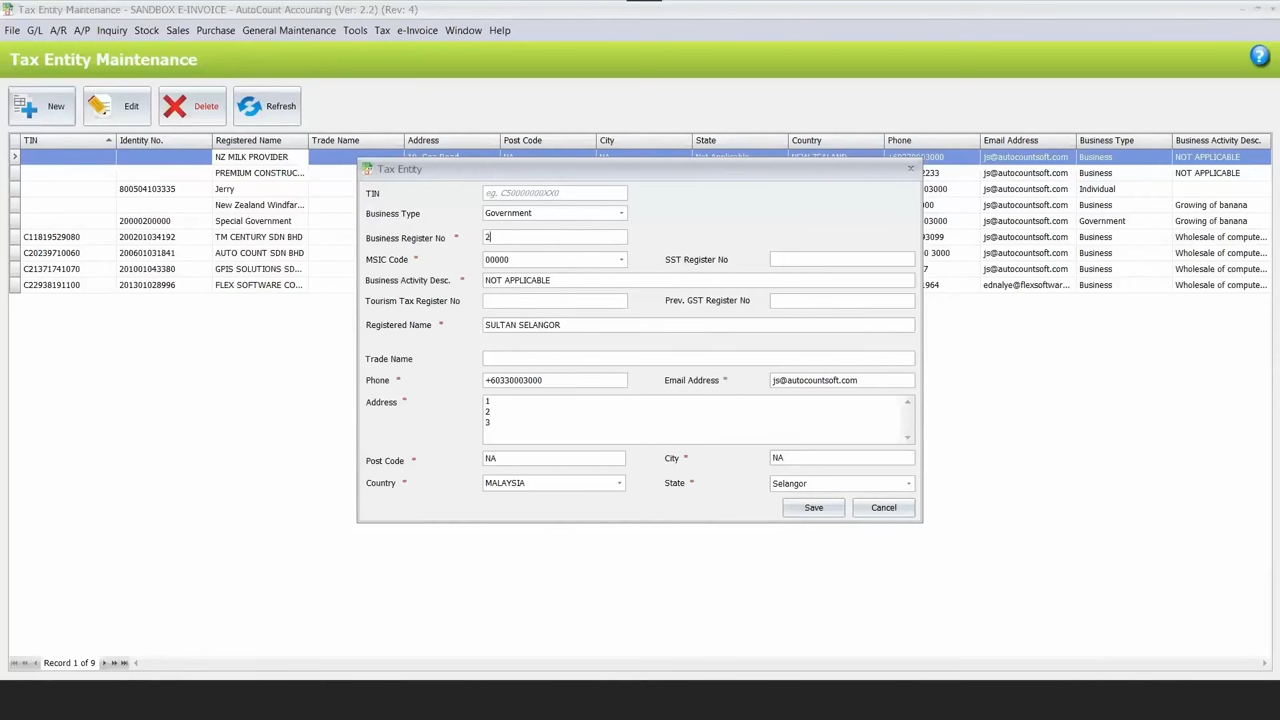 Tax Entity Maintenance - SANDBOX E-INVOICE - AutoCount Accounting (Ver: 2.2) (Rev: 4)
File G/L A/R A/P Inquiry Stock Sales Purchase General Maintenance Tools Tax e-Invoice Window Help
Tax Entity Maintenance
New Edit Delete Refresh
TIN Identity No. Registered Name Trade Name Address Post Code City State Country Phone Email Address Business Type Business Activity Desc.
NZ MILK PROVIDER js@autocountsoft.com Business NOT APPLICABLE
PREMIUM CONSTRUC... 2233 js@autocountsoft.com Business NOT APPLICABLE
800504103335 Jerry 3000 js@autocountsoft.com Individual
New Zealand Windfar... 000 js@autocountsoft.com Business Growing of banana
20000200000 Special Government 3000 js@autocountsoft.com Government Growing of banana
C11819529080 200201034192 TM CENTURY SDN BHD 3099 js@autocountsoft.com Business Wholesale of compute...
C20239710060 200601031841 AUTO COUNT SDN BHD 0 3000 js@autocountsoft.com Business Wholesale of compute...
C21371741070 201001043380 GPIS SOLUTIONS SD... 7 js@autocountsoft.com Business Wholesale of compute...
C22938191100 201301028996 FLEX SOFTWARE CO... 1964 ednalye@flexsoftwar... Business Wholesale of compute...
Tax Entity
TIN eg. C50000000XX0
Business Type Government
Business Register No * 2
MSIC Code * 00000 SST Register No
Business Activity Desc. * NOT APPLICABLE
Tourism Tax Register No Prev. GST Register No
Registered Name * SULTAN SELANGOR
Trade Name
Phone * +60330003000 Email Address * js@autocountsoft.com
Address * 1
2
3
Post Code * NA City * NA
Country * MALAYSIA State * Selangor
Save Cancel
Record 1 of 9